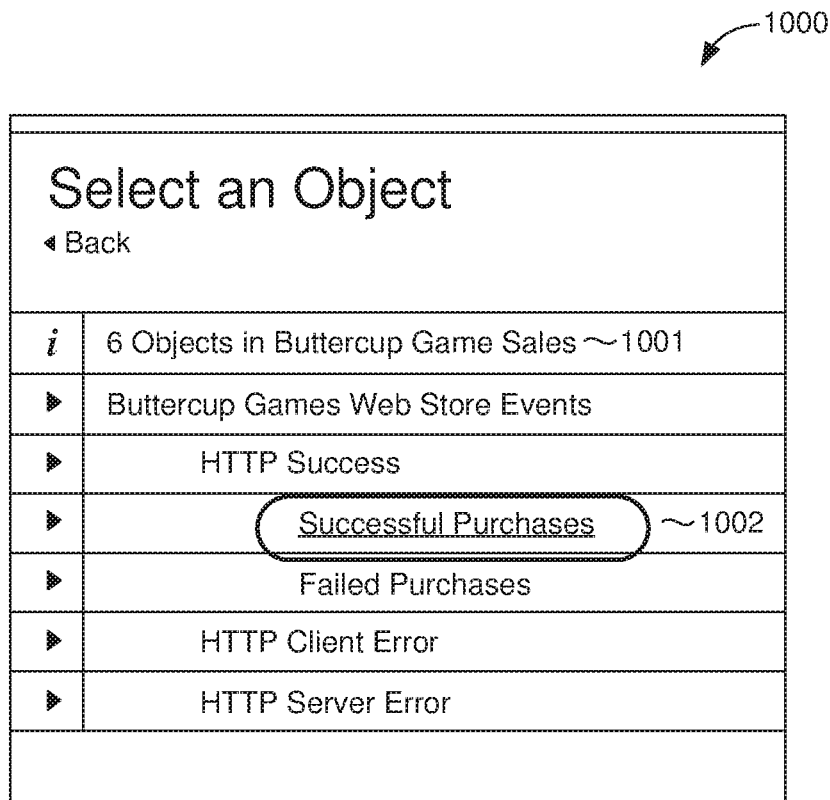 1000
Select an Object
Back
i 6 Objects in Buttercup Game Sales 1001
Buttercup Games Web Store Events
HTTP Success
Successful Purchases 1002
Failed Purchases
HTTP Client Error
HTTP Server Error